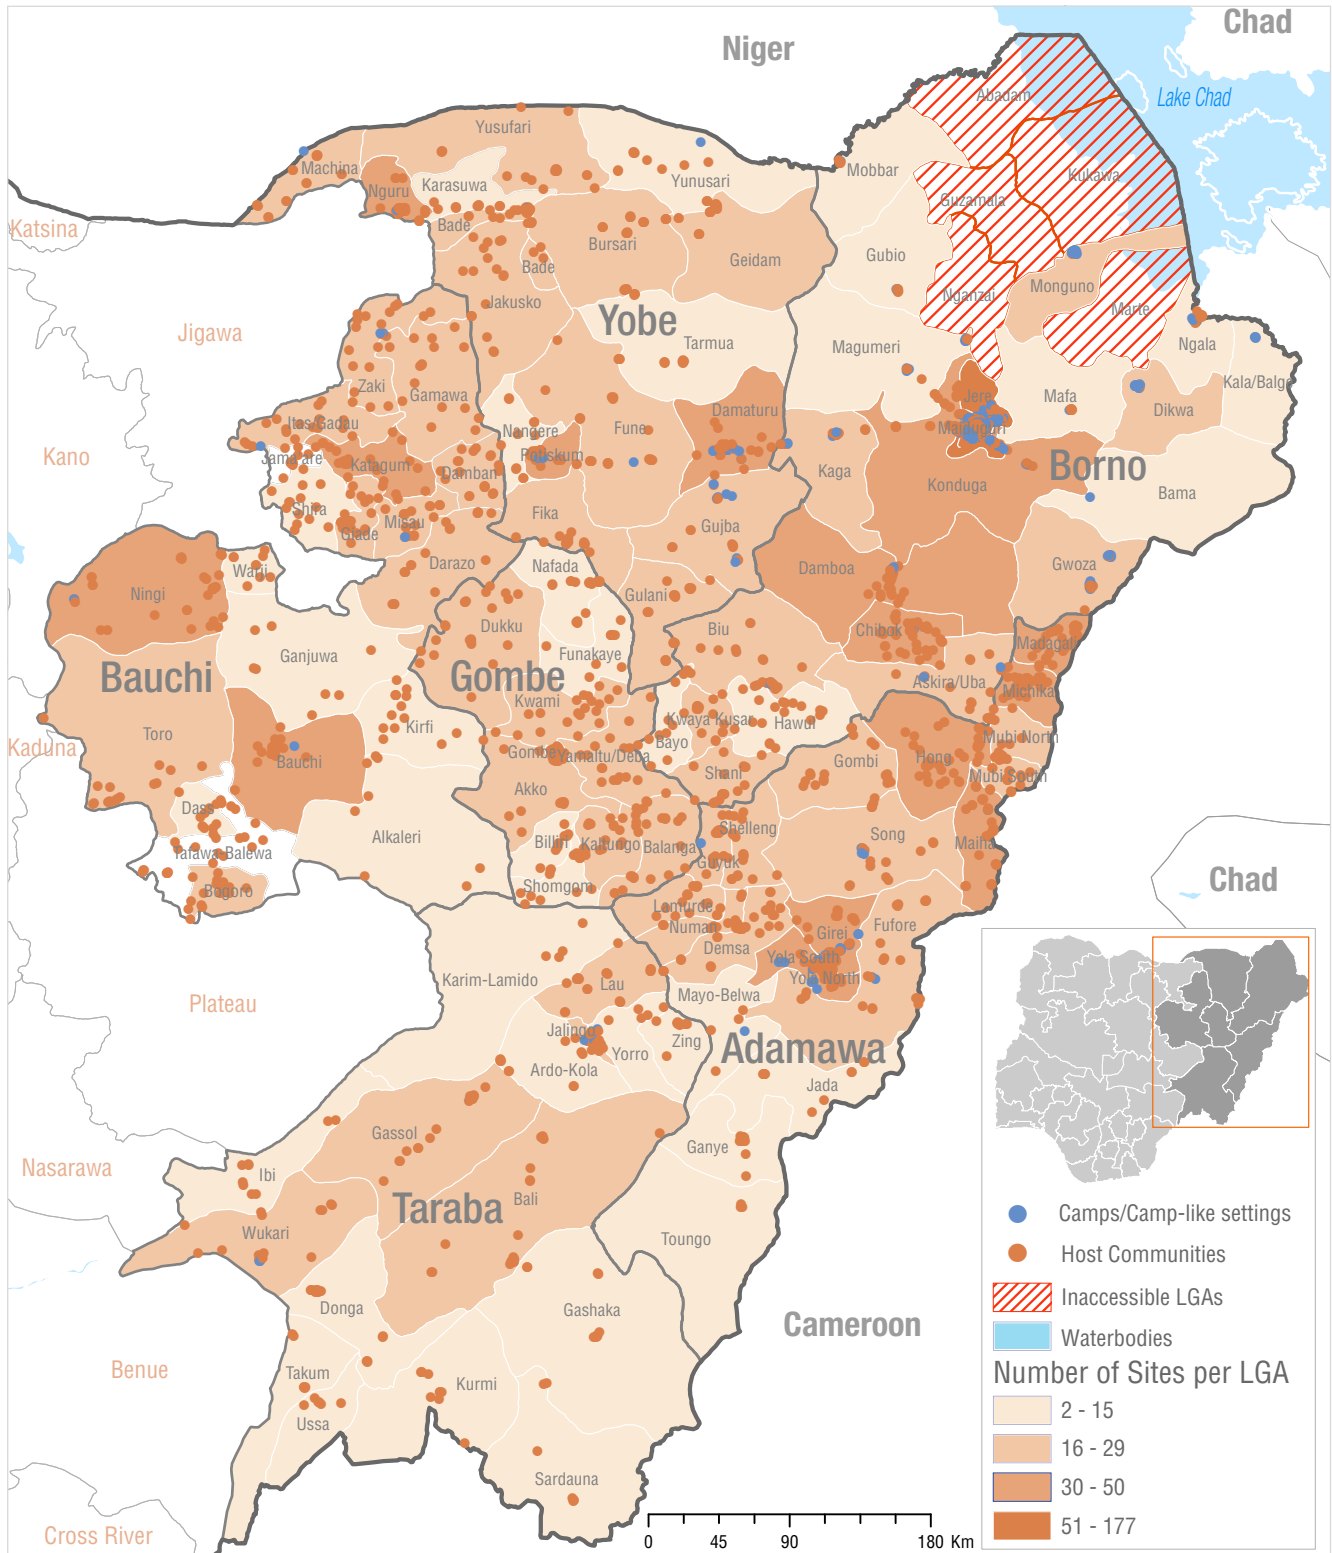 Chad
Niger
Lake Chad
Abadam
Yusufari
Machina
Mobbar
Yunusari
Kukawa
Karasuwa
Nguru
Guzamala
Katsina
Bade
Bursari
Gubio
Geidam
Bade
Monguno
Nganzai
Jakusko
Marte
Yobe
Jigawa
Tarmua
Magumeri
Ngala
Zaki
Kala/Balge
Gamawa
Jere
Mafa
Dikwa
Damaturu
Itas/Gadau
Nangere
Fune
Maiduguri
Kano
Jama'are
Potiskum
Katagum
Damban
Kaga
Borno
Konduga
Bama
Shira
Misau
Fika
Gujba
Giade
Darazo
Nafada
Damboa
Gwoza
Warji
Ningi
Gulani
Dukku
Biu
Chibok
Madagali
Ganjuwa
Funakaye
Bauchi
Gombe
Askira/Uba
Michika
Kwami
Kwaya Kusar
Hawul
Kirfi
Toro
Kaduna
Bayo
Mubi North
Gombe
Yamaltu/Deba
Hong
Bauchi
Gombi
Shani
Mubi South
Akko
Dass
Shelleng
Alkaleri
Billiri
Kaltungo
Balanga
Song
Maiha
Tafawa-Balewa
Guyuk
Chad
Bogoro
Shomgom
Lamurde
Numan
Girei
Fufore
Demsa
Yola South
Karim-Lamido
Lau
Yola North
Mayo-Belwa
Plateau
Jalingo
Zing
Adamawa
Yorro
Ardo-Kola
Jada
Gassol
Ganye
Nasarawa
Ibi
Bali
Taraba
Wukari
Toungo
Donga
Gashaka
Cameroon
Benue
Takum
Kurmi
Ussa
Sardauna
Cross River
Camps/Camp-like settings
Host Communities
Inaccessible LGAs
Waterbodies
Number of Sites per LGA
2 - 15
16 - 29
30 - 50
51 - 177
0 45 90 180 Km